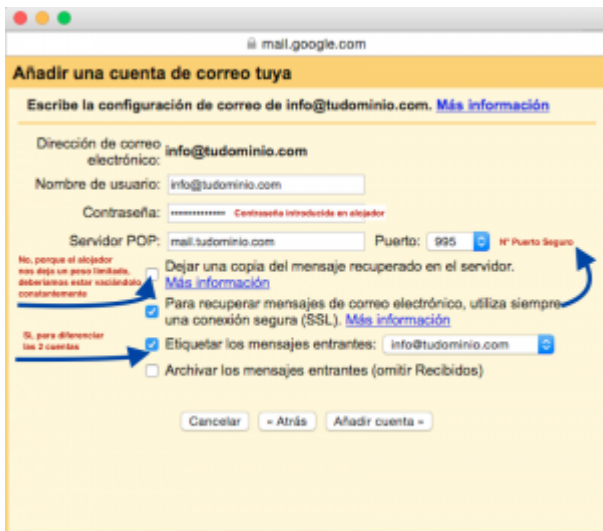 mail.google.com
Añadir una cuenta de correo tuya
Escribe la configuración de correo de info@tudominio.com. Más información
Dirección de correo
electrónico:
info@tudominio.com
Nombre de usuario: info@tudominio.com
Contraseña: •••••••••••••• Contraseña introducida en alojador
Servidor POP: mail.tudominio.com Puerto: 995 Nº Puerto Seguro
No, porque el alojador
nos deja un peso limitado,
deberíamos estar vaciándolo
constantemente
Dejar una copia del mensaje recuperado en el servidor.
Más información
Para recuperar mensajes de correo electrónico, utiliza siempre
una conexión segura (SSL). Más información
Si, para diferenciar
las 2 cuentas
Etiquetar los mensajes entrantes: info@tudominio.com
Archivar los mensajes entrantes (omitir Recibidos)
Cancelar « Atrás Añadir cuenta »